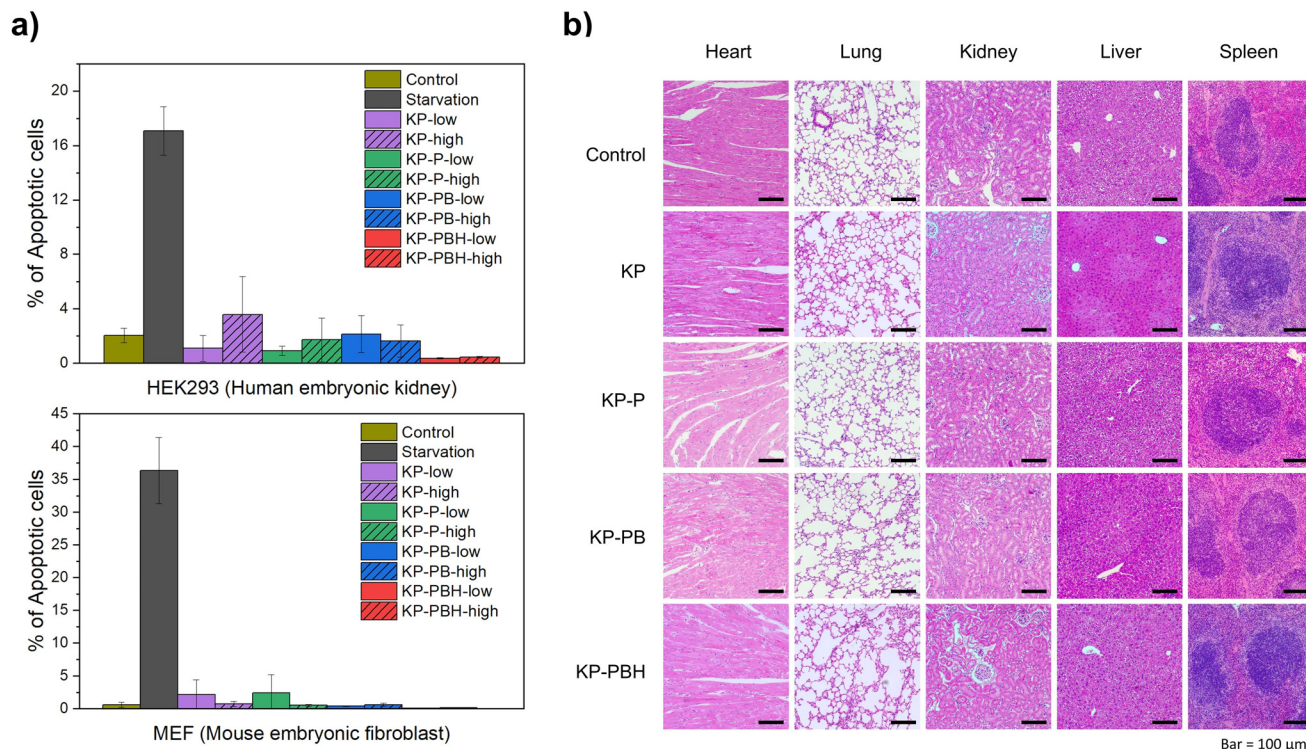 a)
% of Apoptotic cells
20
16
12
8
4
0
Control
Starvation
KP-low
KP-high
KP-P-low
KP-P-high
KP-PB-low
KP-PB-high
KP-PBH-low
KP-PBH-high
HEK293 (Human embryonic kidney)
% of Apoptotic cells
45
40
35
30
25
20
15
10
5
0
Control
Starvation
KP-low
KP-high
KP-P-low
KP-P-high
KP-PB-low
KP-PB-high
KP-PBH-low
KP-PBH-high
MEF (Mouse embryonic fibroblast)
b)
Heart Lung Kidney Liver Spleen
Control
KP
KP-P
KP-PB
KP-PBH
Bar = 100 μm